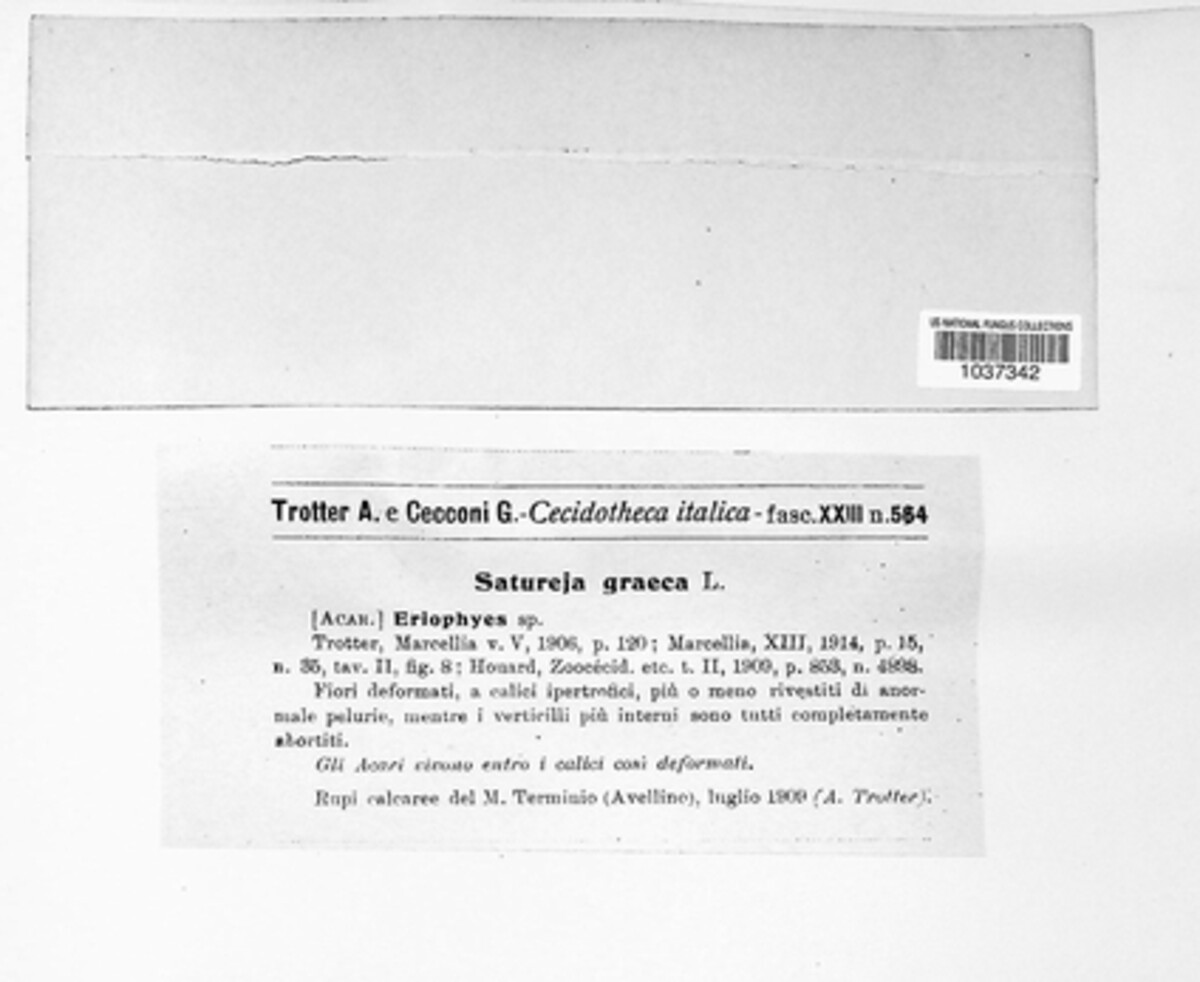 US NATIONAL FUNGUS COLLECTIONS
1037342
Trotter A. e Cecconi G.-Cecidotheca italica - fasc. XXIII n. 564
Satureja graeca L.
[ACAR.] Eriophyes sp.
Trotter, Marcellia v. V, 1906, p. 120; Marcellia, XIII, 1914, p. 15,
n. 35, tav. II, fig. 8; Houard, Zoocécid. etc. t. II, 1909, p. 853, n. 4898.
Fiori deformati, a calici ipertrofici, più o meno rivestiti di anor-
male pelurie, mentre i verticilli più interni sono tutti completamente
abortiti.
Gli Acari vivono entro i calici così deformati.
Rupi calcaree del M. Terminio (Avellino), luglio 1909 (A. Trotter).